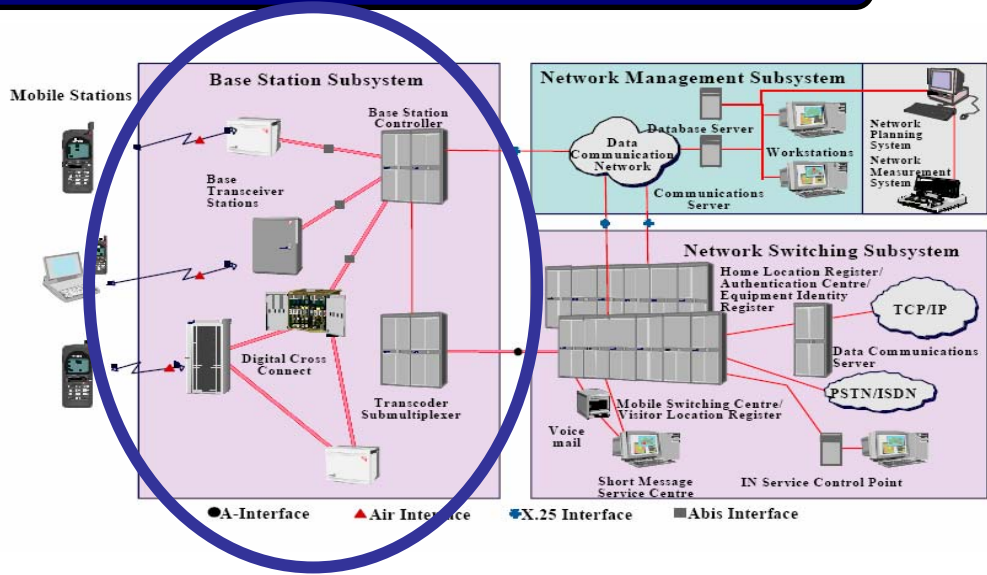 Mobile Stations
Base Station Subsystem
Base Station
Controller
Base
Transceiver
Stations
Digital Cross
Connect
Transcoder
Submultiplexer
Network Management Subsystem
Database Server
Data
Communication
Network
Workstations
Communications
Server
Network
Planning
System
Network
Measurement
System
Network Switching Subsystem
Home Location Register/
Authentication Centre/
Equipment Identity
Register
TCP/IP
Data Communications
Server
PSTN/ISDN
Mobile Switching Centre/
Visitor Location Register
Voice
mail
Short Message
Service Centre
IN Service Control Point
A-Interface
Air Interface
X.25 Interface
Abis Interface